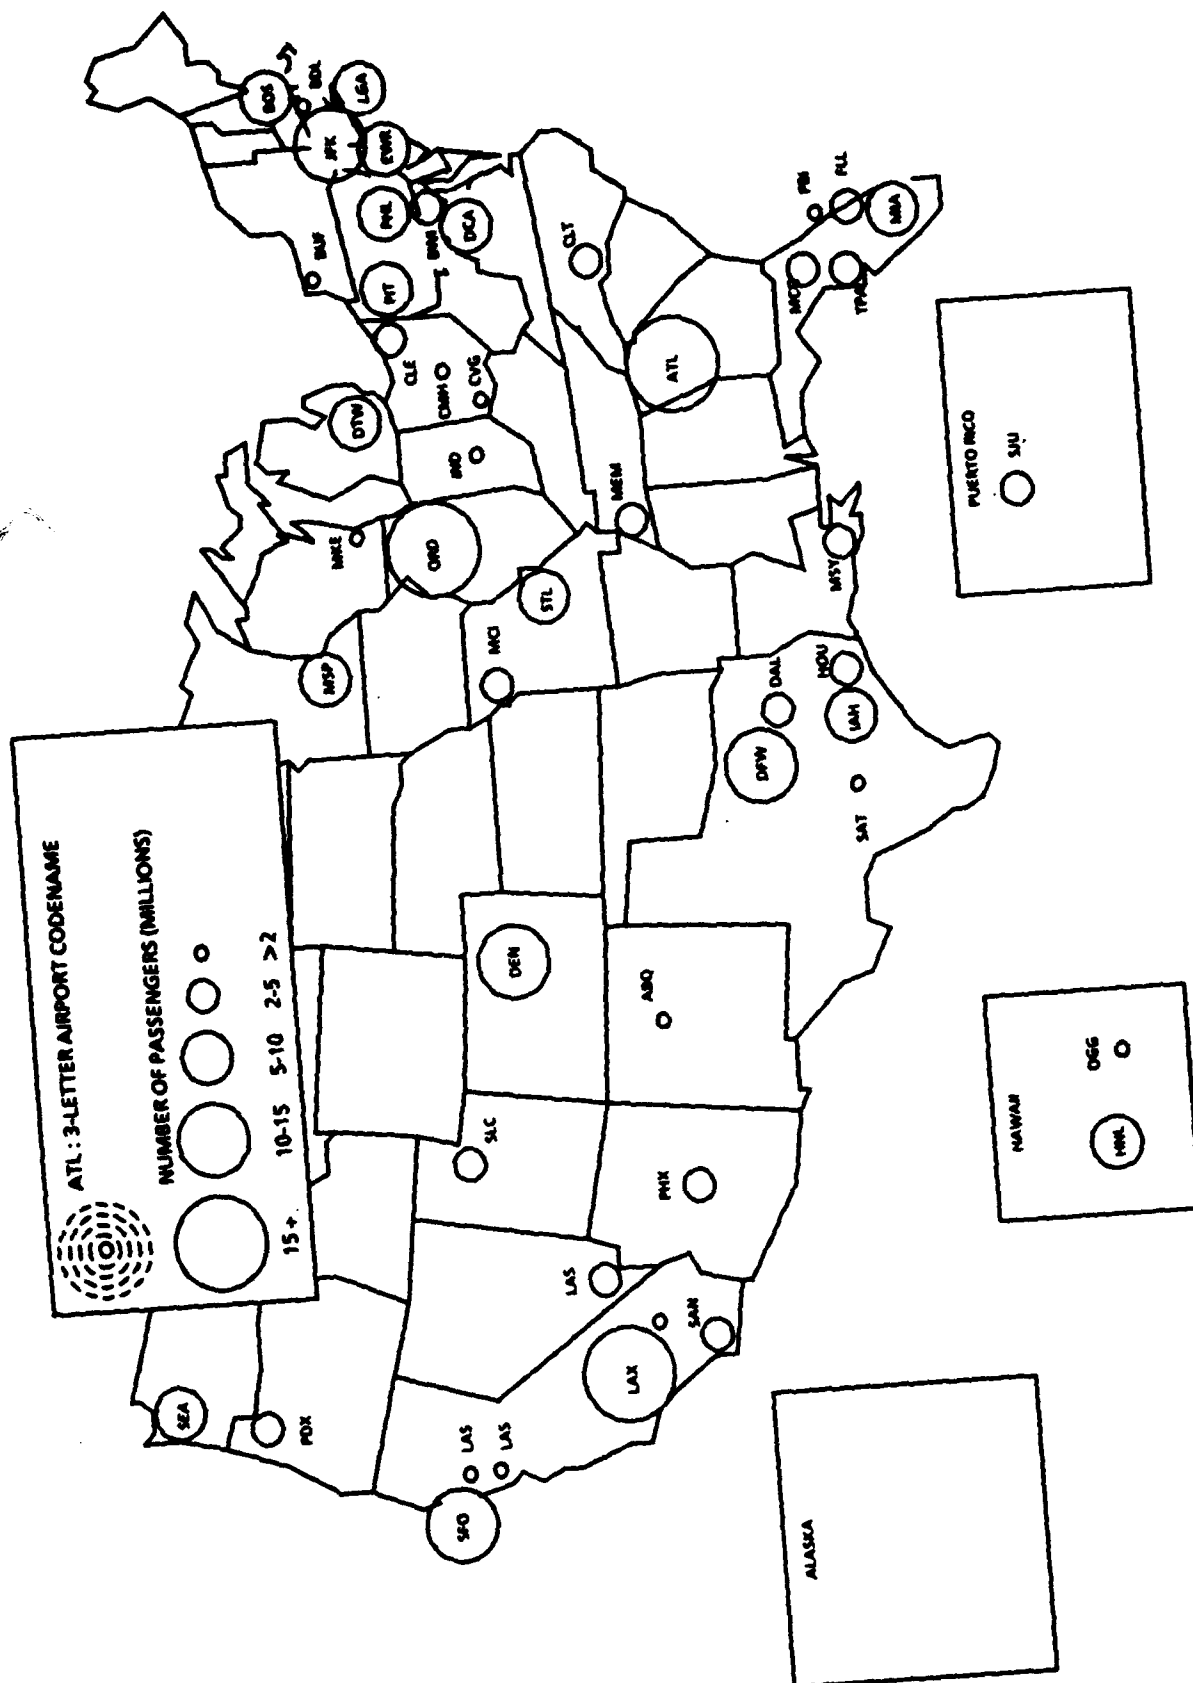 ATL : 3-LETTER AIRPORT CODENAME
NUMBER OF PASSENGERS (MILLIONS)
15+ 10-15 5-10 2-5 >2
SEA
PDX
SFO
LAS
LAS
LAX
SAN
LAS
SLC
PHX
DEN
ABQ
MSP
MCI
STL
DFW
DAL
HOU
IAH
SAT
MKE
ORD
MEM
MSY
DTW
IND
CLE
CMH
CVG
ATL
CLT
BUF
PIT
PHL
DCA
BOS
BDL
JFK
LGA
EWR
MCO
TPA
PBI
FLL
MIA
ALASKA
HAWAII
HNL
OGG
PUERTO RICO
SJU